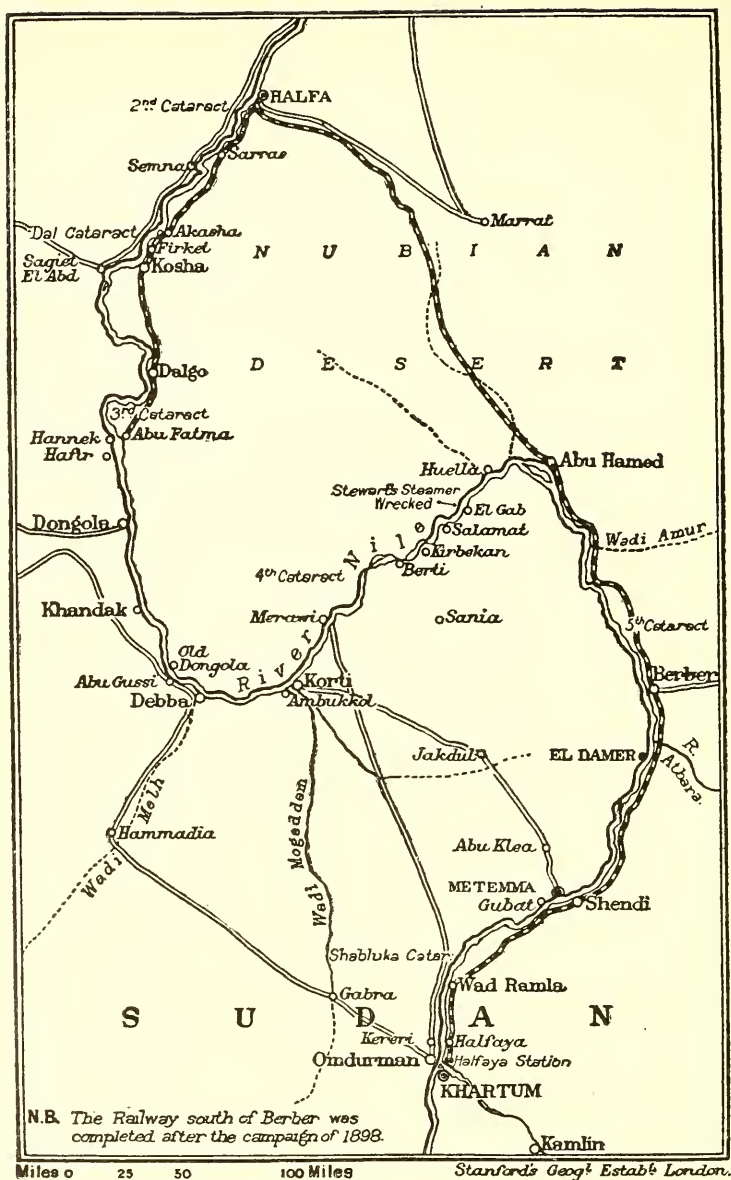 HALFA
2nd Cataract
Sarras
Semna
Marrat
Dal Cataract
Akasha
Firket
Sagiet
El Abd
Kosha
NUBIAN
DESERT
Dalgo
3rd Cataract
Abu Fatma
Hannek
Hafir
Huella
Abu Hamed
Stewart's Steamer
Wrecked
El Gab
Dongola
Salamat
Wadi Amur
Kirbekan
Berti
4th Cataract
River Nile
Khandak
Merawi
Sania
5th Cataract
Old
Dongola
Abu Gussi
Debba
Korti
Ambukkol
Berber
Jakdul
EL DAMER
R.
Atbara.
Wadi Melh
Hammadia
Wadi Mogaddem
Abu Klea
METEMMA
Gubat
Shendi
Shabluka Catar.
Wad Ramla
Gabra
SUDAN
Kereri
Halfaya
Omdurman
Halfaya Station
KHARTUM
N.B. The Railway south of Berber was
completed after the campaign of 1898.
Kamlin
Miles 0 25 50 100 Miles
Stanford's Geogl. Estabt. London.